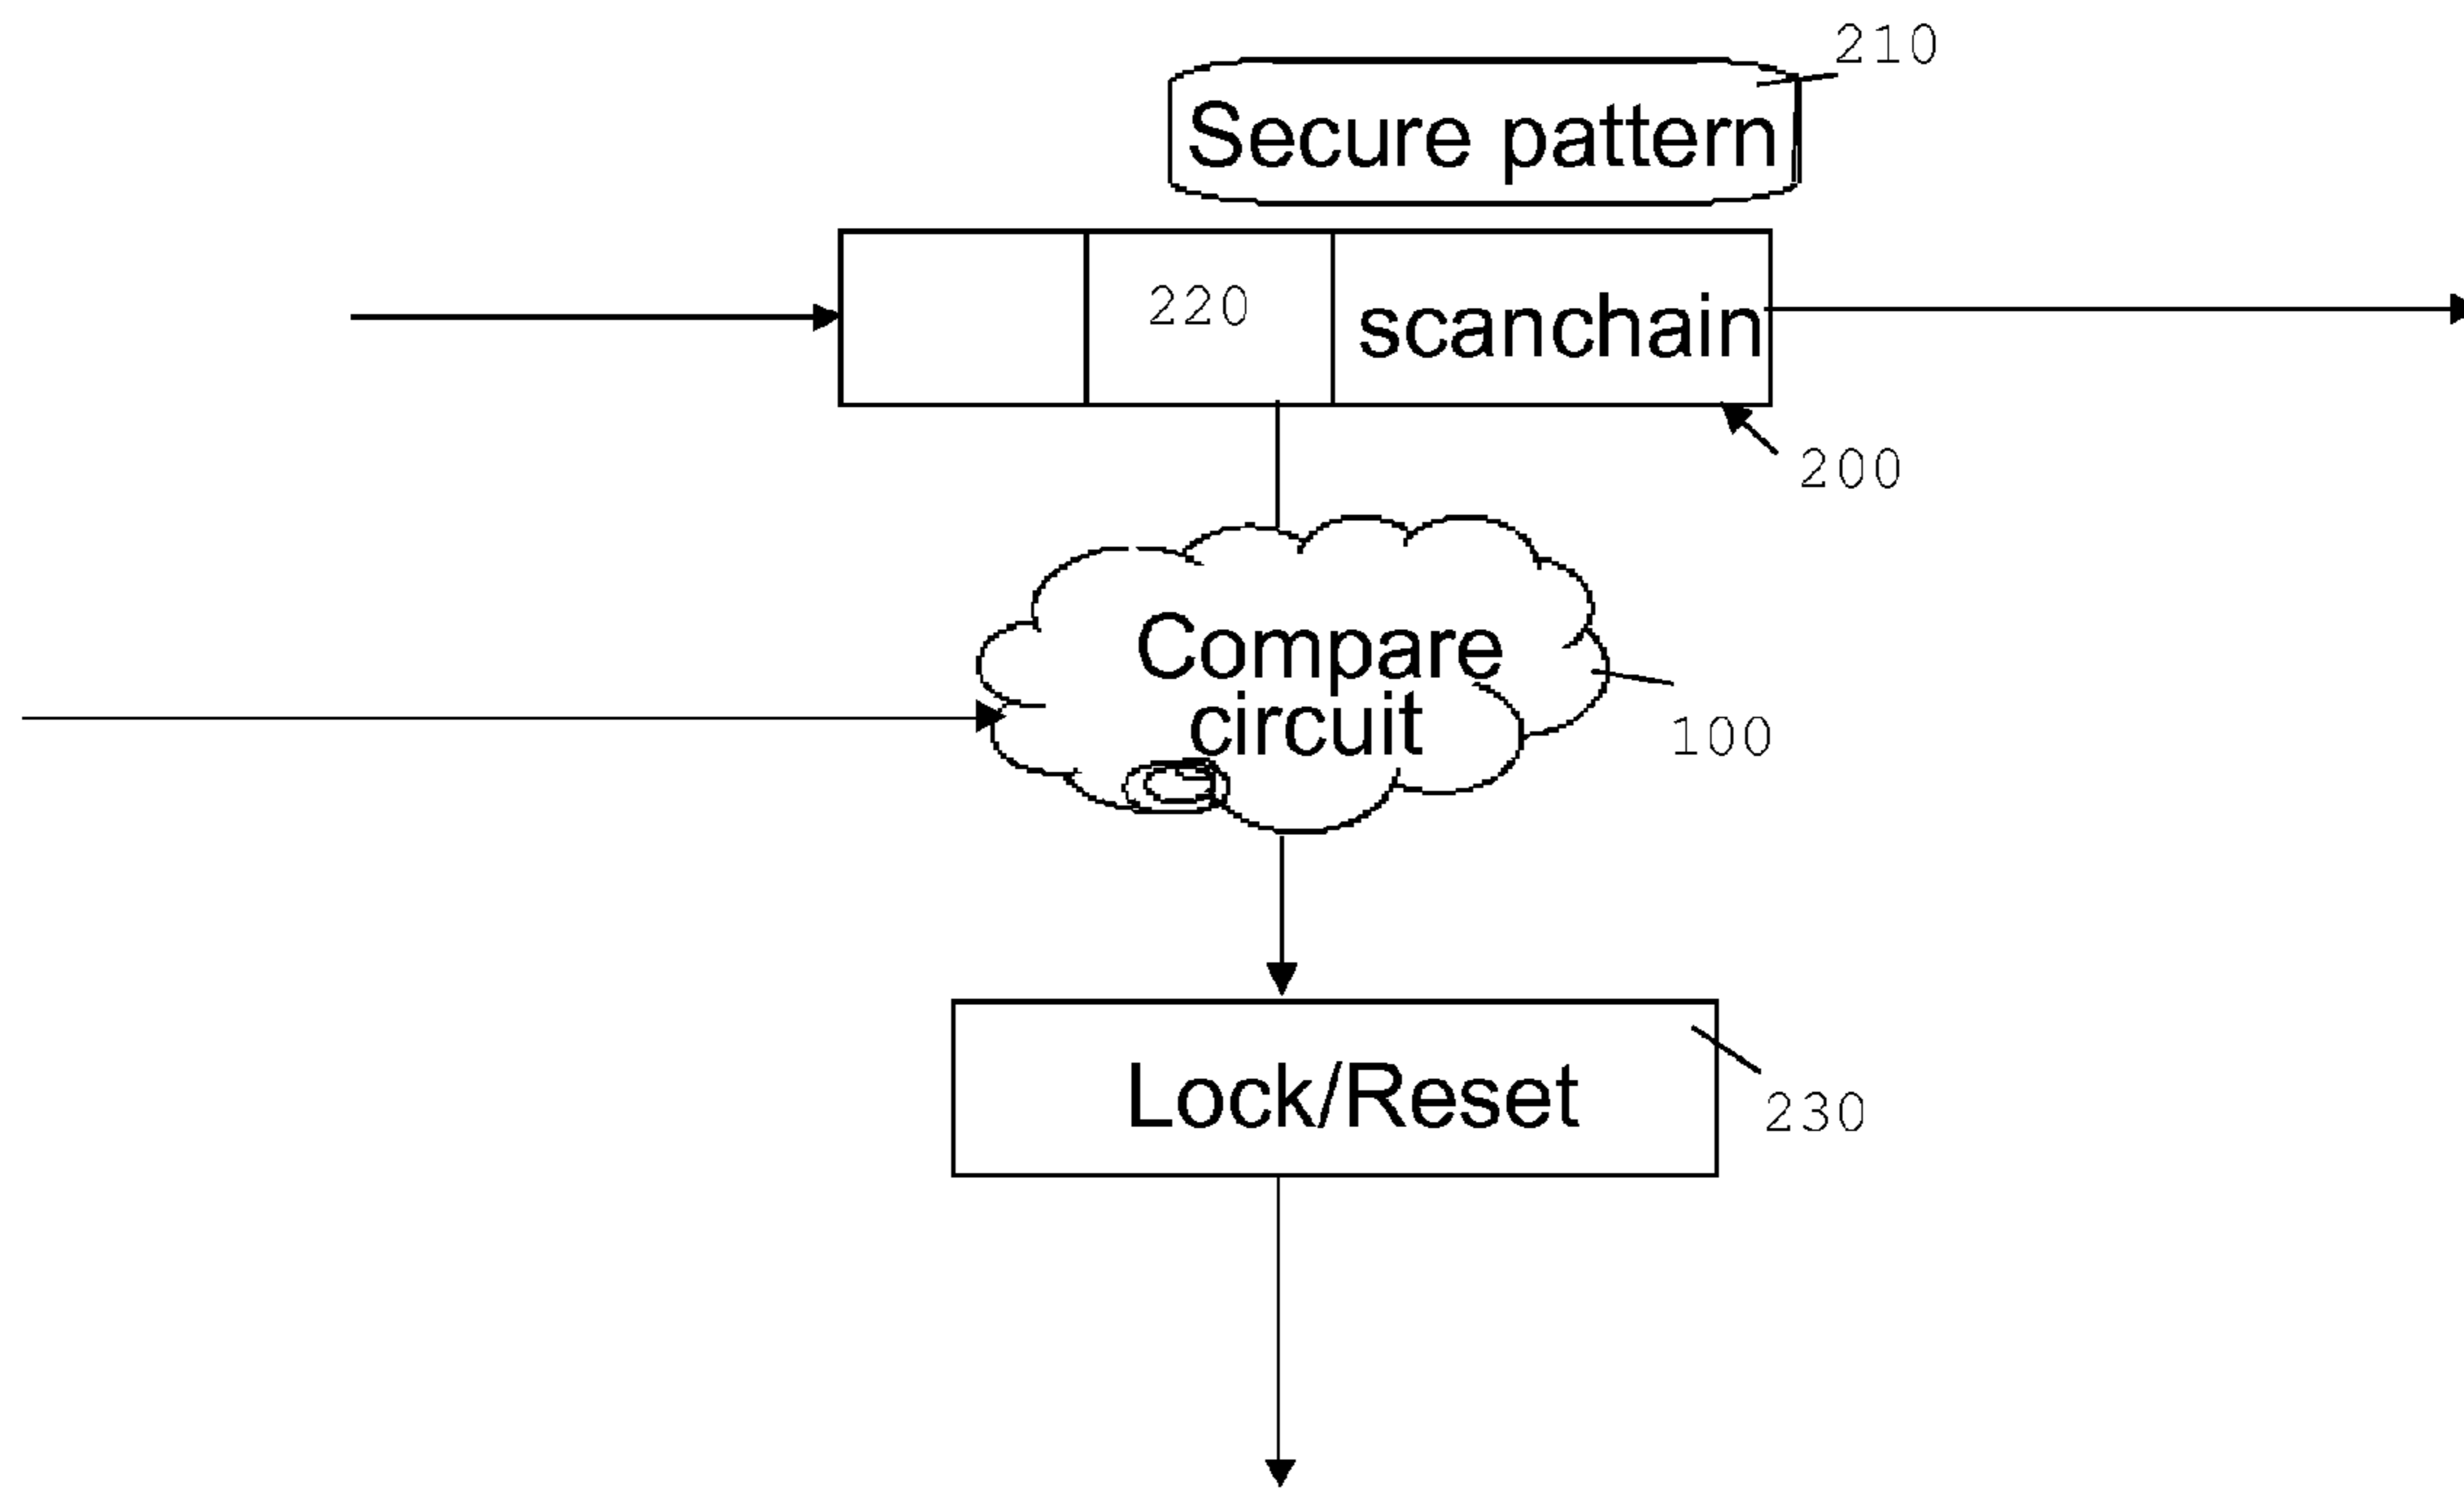 210
Secure pattern
220
scanchain
200
Compare
circuit
100
Lock/Reset
230